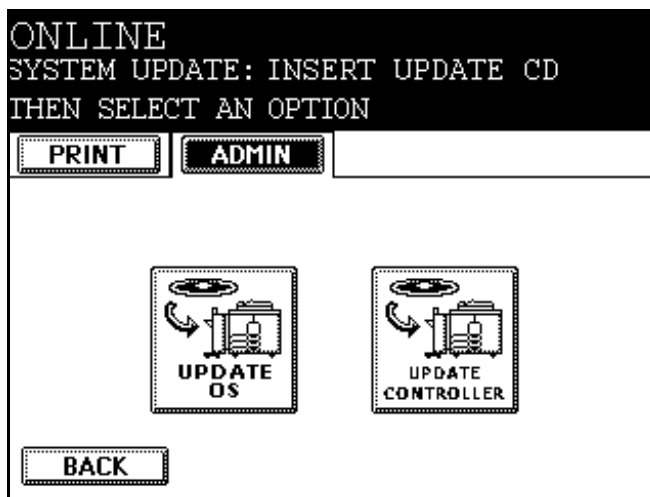 ONLINE
SYSTEM UPDATE: INSERT UPDATE CD
THEN SELECT AN OPTION
PRINT ADMIN
UPDATE
OS
UPDATE
CONTROLLER
BACK